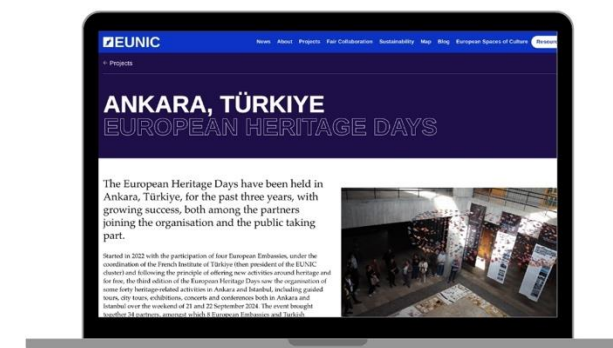 EUNIC
News About Projects Fair Collaboration Sustainability Map Blog European Spaces of Culture
← Projects
ANKARA, TÜRKIYE
EUROPEAN HERITAGE DAYS
The European Heritage Days have been held in
Ankara, Türkiye, for the past three years, with
growing success, both among the partners
joining the organisation and the public taking
part.
Started in 2022 with the participation of four European Embassies, under the
coordination of the French Institute of Türkiye (then president of the EUNIC
cluster) and following the principle of offering new activities around heritage and
for free, the third edition of the European Heritage Days saw the organisation of
some forty heritage-related activities in Ankara and Istanbul, including guided
tours, city tours, exhibitions, concerts and conferences both in Ankara and
Istanbul over the weekend of 21 and 22 September 2024. The event brought
together 34 partners, amongst which 8 European Embassies and Turkish